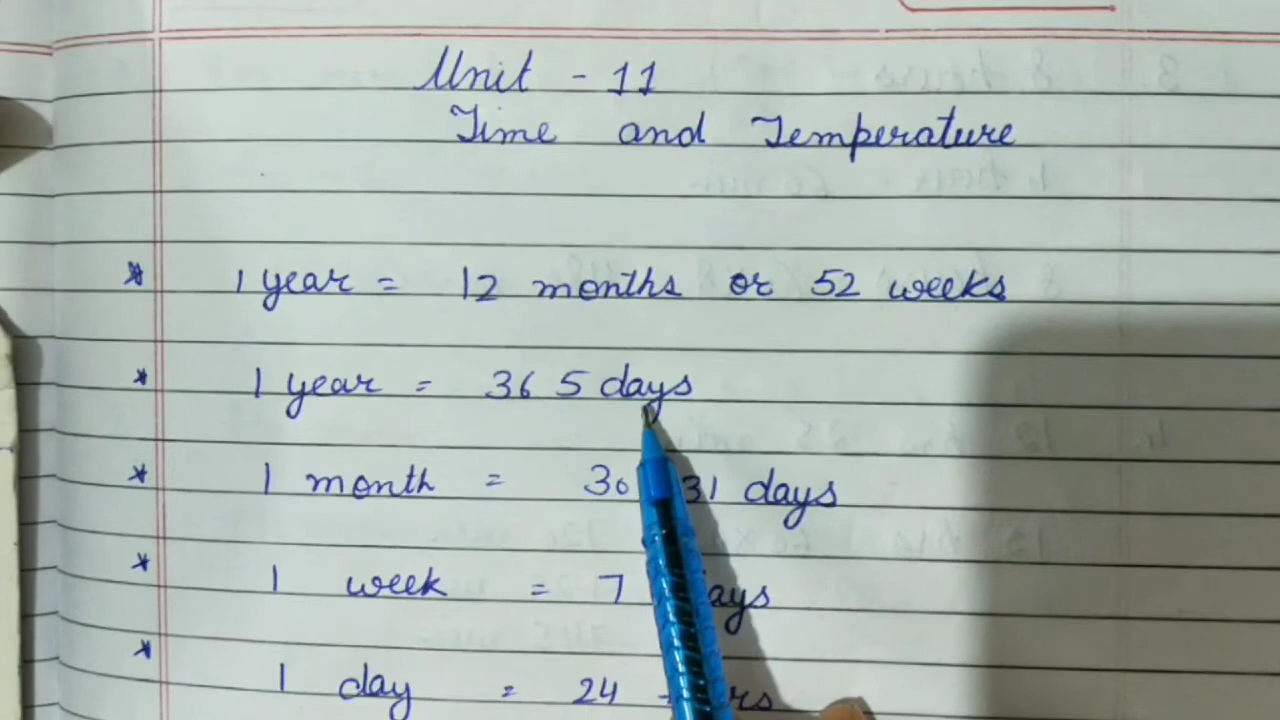 Unit - 11
Time and Temperature
* 1 year = 12 months or 52 weeks
* 1 year = 365 days
* 1 month = 30 31 days
* 1 week = 7 days
* 1 day = 24